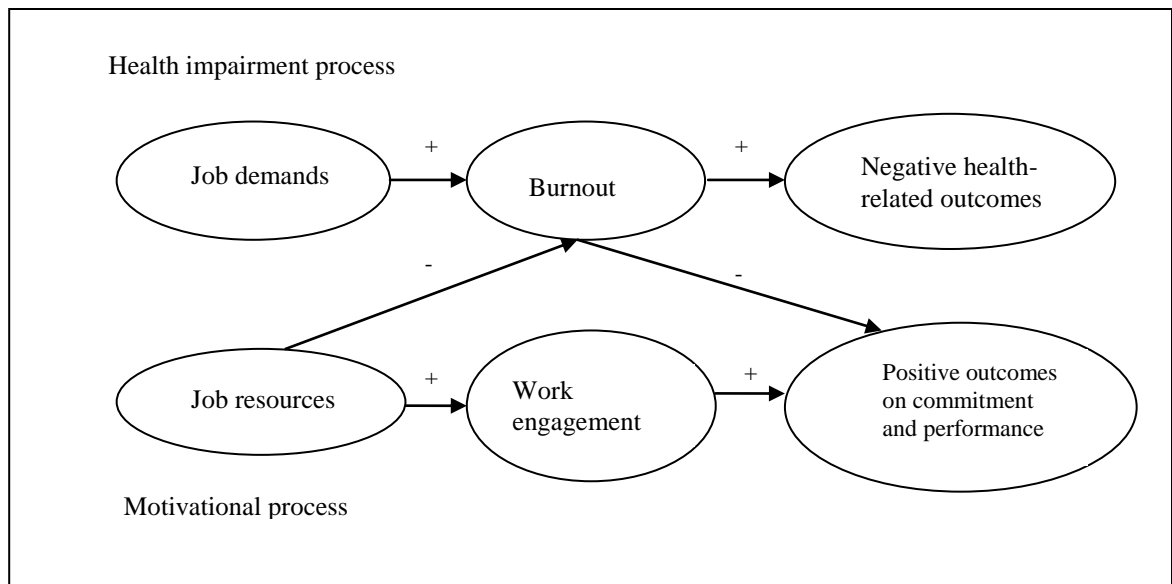 Health impairment process
+
+
Job demands
Burnout
Negative health-
related outcomes
-
-
+
+
Job resources
Work
engagement
Positive outcomes
on commitment
and performance
Motivational process